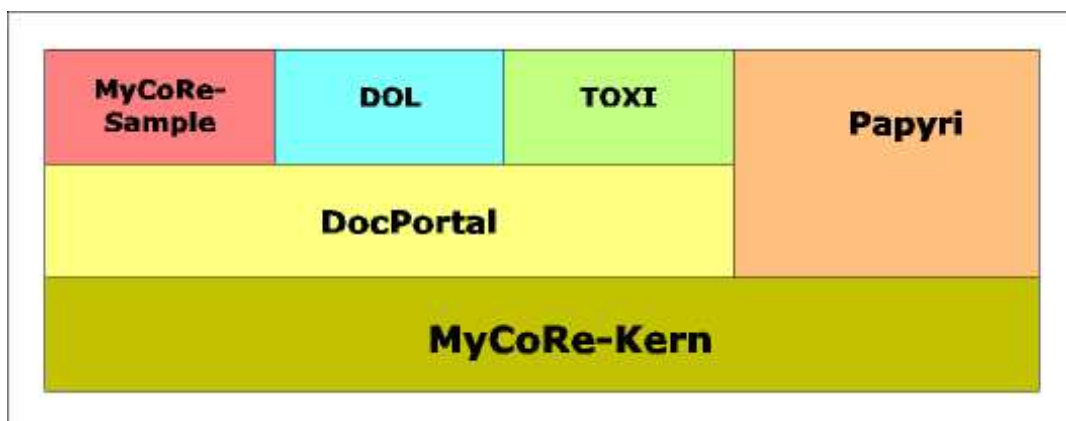 MyCoRe-
Sample
DOL
TOXI
Papyri
DocPortal
MyCoRe-Kern